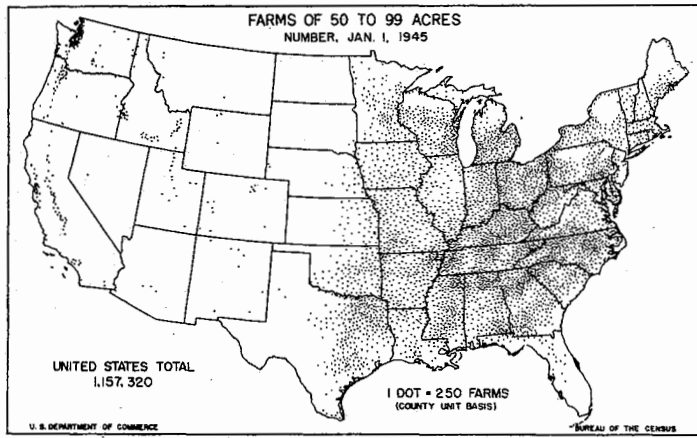 FARMS OF 50 TO 99 ACRES
NUMBER, JAN. 1, 1945
UNITED STATES TOTAL
1,157,320
1 DOT = 250 FARMS
(COUNTY UNIT BASIS)
U. S. DEPARTMENT OF COMMERCE
BUREAU OF THE CENSUS